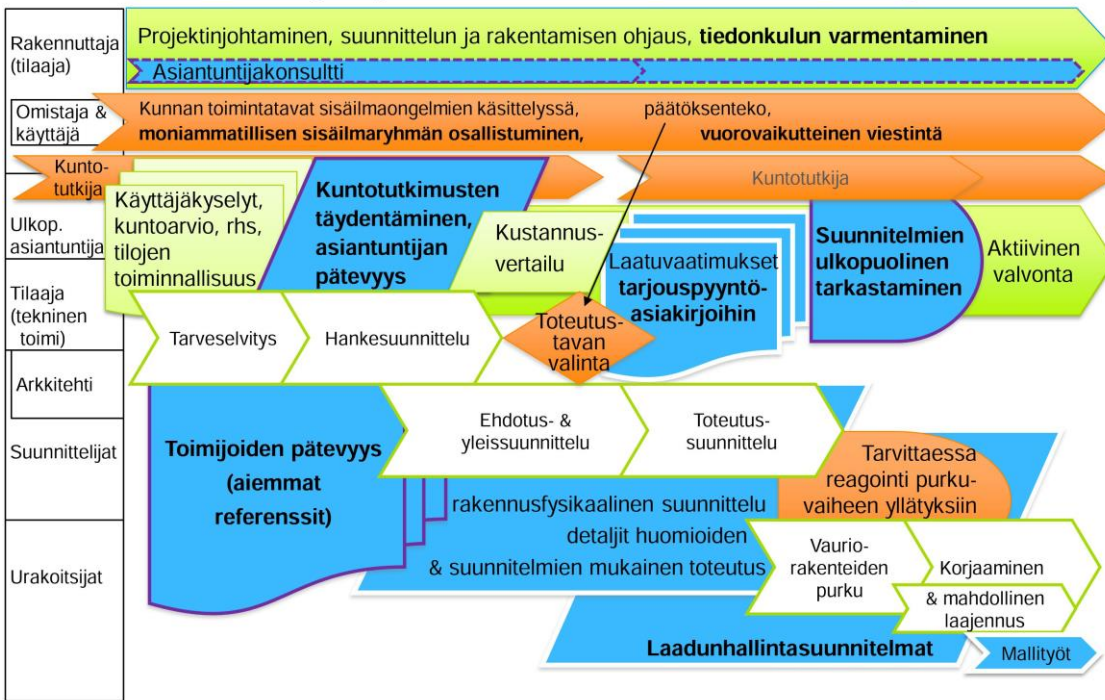 Rakennuttaja
(tilaaja)
Projektinjohtaminen, suunnittelun ja rakentamisen ohjaus, tiedonkulun varmentaminen
Asiantuntijakonsultti
Omistaja &
käyttäjä
Kunnan toimintatavat sisäilmaongelmien käsittelyssä,
moniammatillisen sisäilmaryhmän osallistuminen,
päätöksenteko,
vuorovaikutteinen viestintä
Kunto-
tutkija
Kuntotutkija
Ulkop.
asiantuntija
Käyttäjäkyselyt,
kuntoarvio, rhs,
tilojen
toiminnallisuus
Kuntotutkimusten
täydentäminen,
asiantuntijan
pätevyys
Kustannus-
vertailu
Laatuvaatimukset
tarjouspyyntö-
asiakirjoihin
Suunnitelmien
ulkopuolinen
tarkastaminen
Aktiivinen
valvonta
Tilaaja
(tekninen
toimi)
Tarveselvitys
Hankesuunnittelu
Toteutus-
tavan
valinta
Arkkitehti
Suunnittelijat
Ehdotus- &
yleissuunnittelu
Toteutus-
suunnittelu
Toimijoiden pätevyys
(aiemmat
referenssit)
Tarvittaessa
reagointi purku-
vaiheen yllätyksiin
rakennusfysikaalinen suunnittelu
detaljit huomioiden
& suunnitelmien mukainen toteutus
Urakoitsijat
Vaurio-
rakenteiden
purku
Korjaaminen
& mahdollinen
laajennus
Laadunhallintasuunnitelmat
Mallityöt